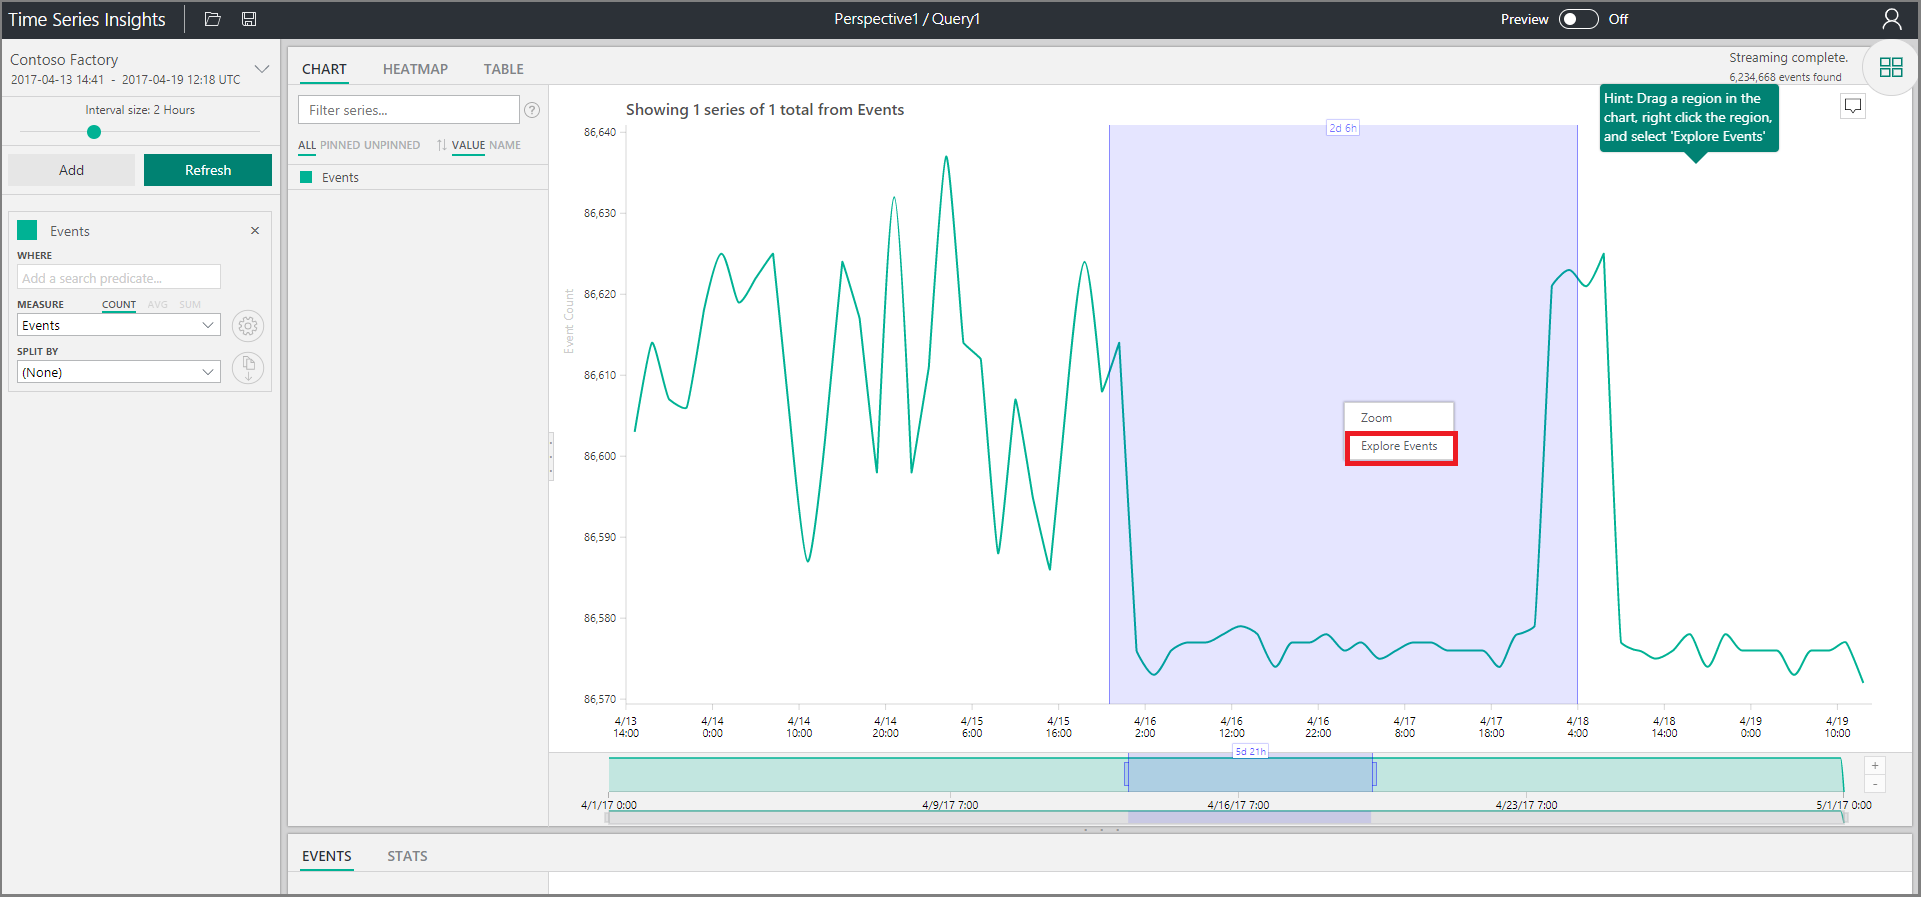 Time Series Insights
Perspective1 / Query1
Preview Off
Contoso Factory
2017-04-13 14:41 - 2017-04-19 12:18 UTC
Interval size: 2 Hours
Add Refresh
Events ×
WHERE
Add a search predicate...
MEASURE COUNT AVG SUM
Events
SPLIT BY
(None)
CHART HEATMAP TABLE
Streaming complete.
6,234,668 events found
Filter series... ?
ALL PINNED UNPINNED VALUE NAME
Events
Hint: Drag a region in the
chart, right click the region,
and select 'Explore Events'
Showing 1 series of 1 total from Events
2d 6h
Event Count
86,640
86,630
86,620
86,610
86,600
86,590
86,580
86,570
Zoom
Explore Events
4/13 4/14 4/14 4/14 4/15 4/15 4/16 4/16 4/16 4/17 4/17 4/18 4/18 4/19 4/19
14:00 0:00 10:00 20:00 6:00 16:00 2:00 12:00 22:00 8:00 18:00 4:00 14:00 0:00 10:00
5d 21h
+
-
4/1/17 0:00 4/9/17 7:00 4/16/17 7:00 4/23/17 7:00 5/1/17 0:00
EVENTS STATS